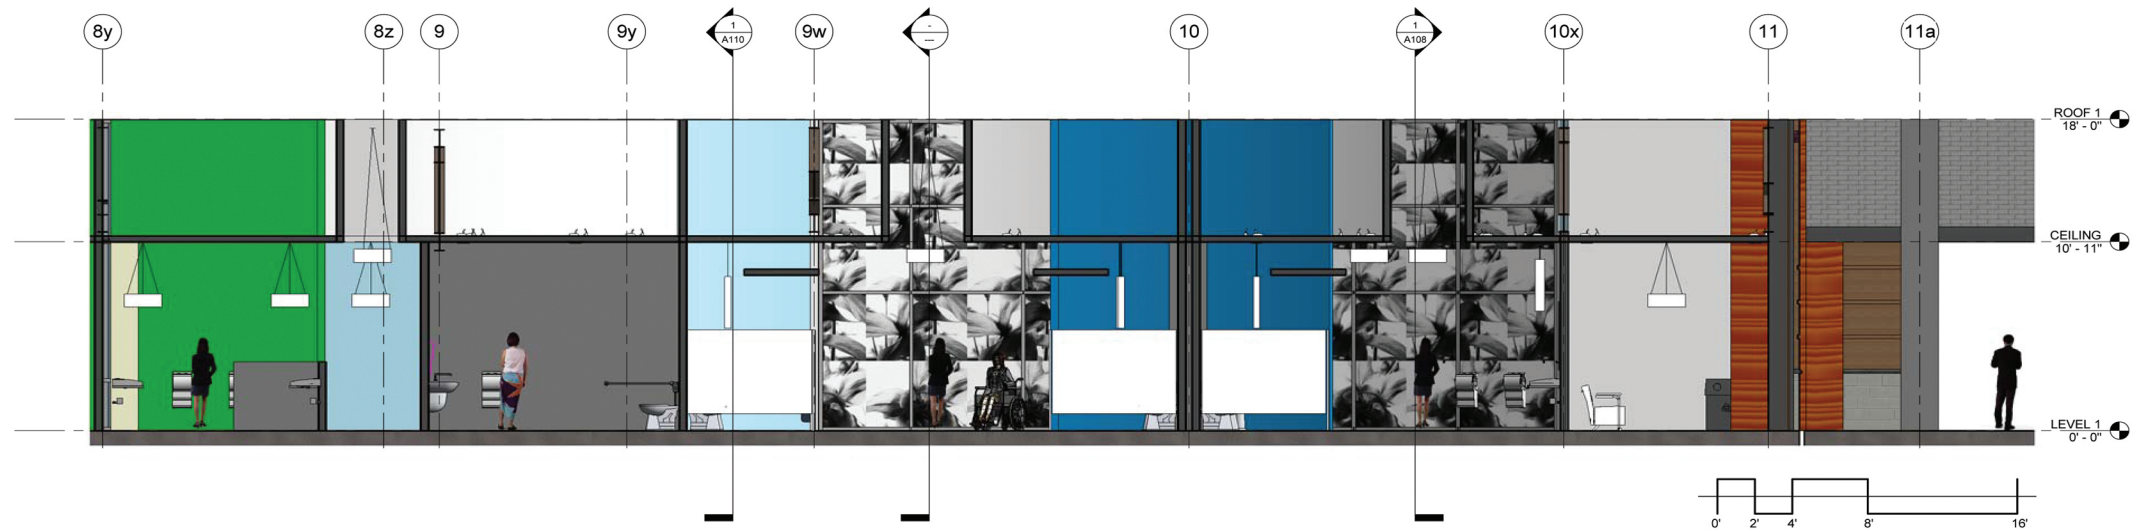 8y
8z
9
9y
1
A110
9w
-
---
10
1
A108
10x
11
11a
ROOF 1
18' - 0"
CEILING
10' - 11"
LEVEL 1
0' - 0"
0' 2' 4' 8' 16'